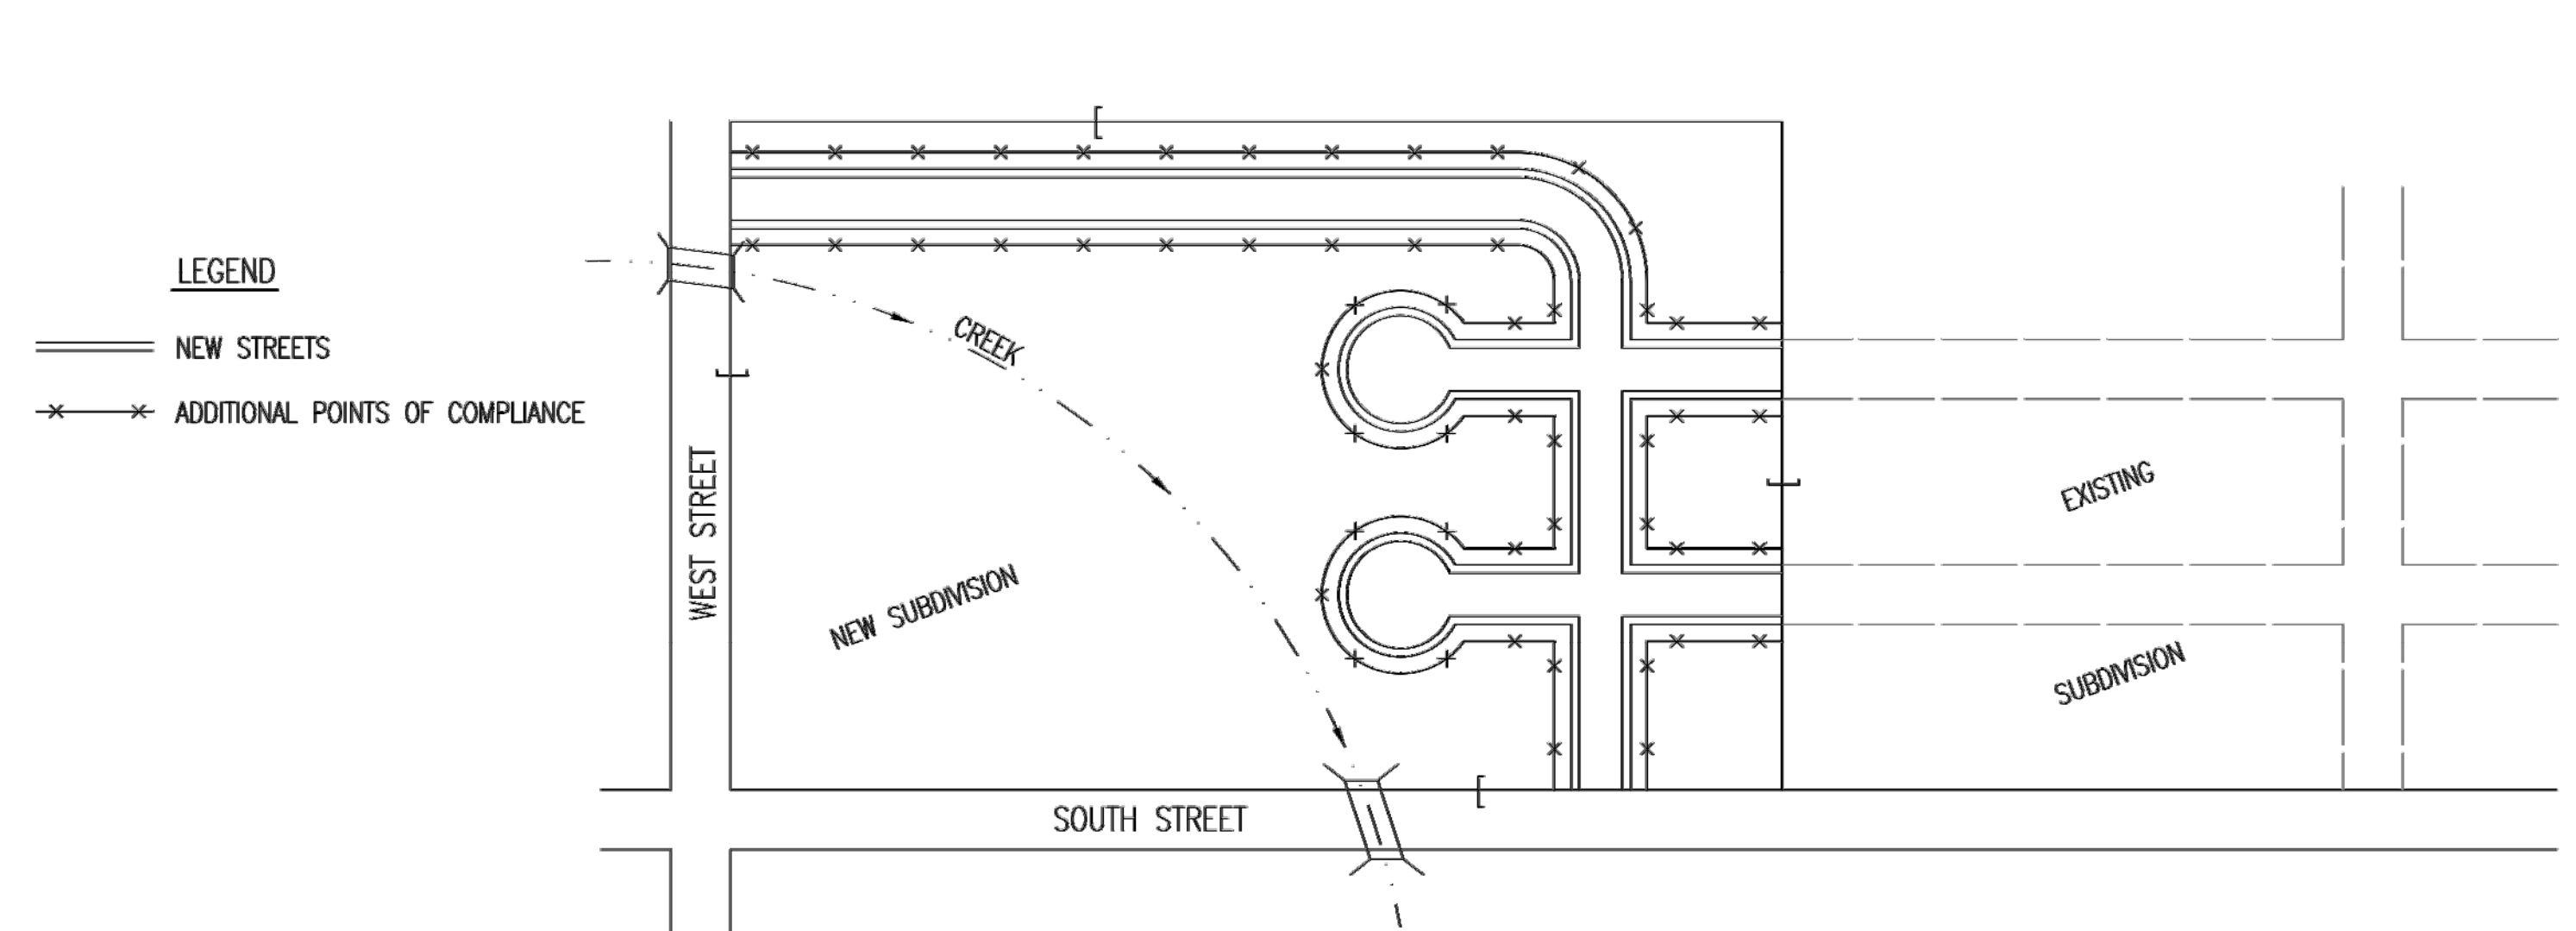 LEGEND
NEW STREETS
ADDITIONAL POINTS OF COMPLIANCE
CREEK
WEST STREET
NEW SUBDIVISION
SOUTH STREET
EXISTING
SUBDIVISION